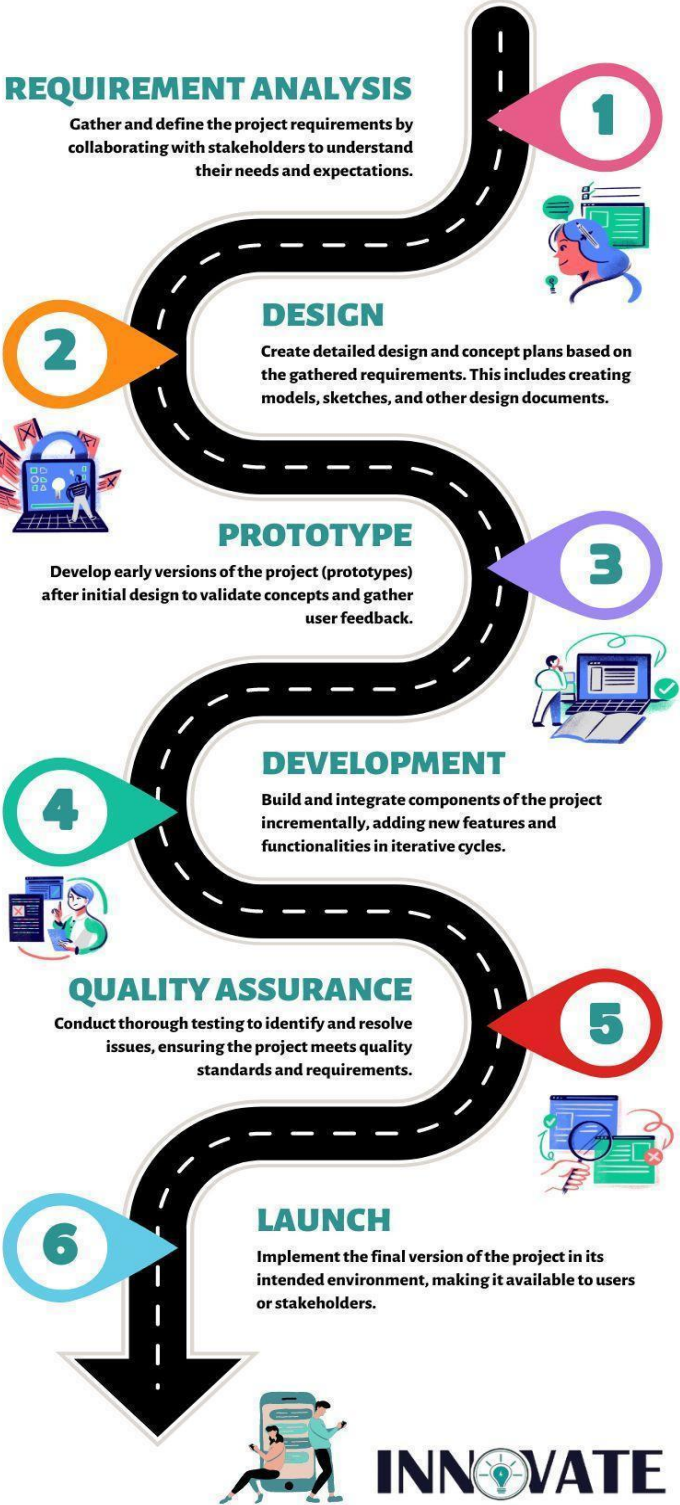 REQUIREMENT ANALYSIS
1
Gather and define the project requirements by
collaborating with stakeholders to understand
their needs and expectations.
DESIGN
2
Create detailed design and concept plans based on
the gathered requirements. This includes creating
models, sketches, and other design documents.
PROTOTYPE
3
Develop early versions of the project (prototypes)
after initial design to validate concepts and gather
user feedback.
DEVELOPMENT
4
Build and integrate components of the project
incrementally, adding new features and
functionalities in iterative cycles.
QUALITY ASSURANCE
5
Conduct thorough testing to identify and resolve
issues, ensuring the project meets quality
standards and requirements.
LAUNCH
6
Implement the final version of the project in its
intended environment, making it available to users
or stakeholders.
INNOVATE